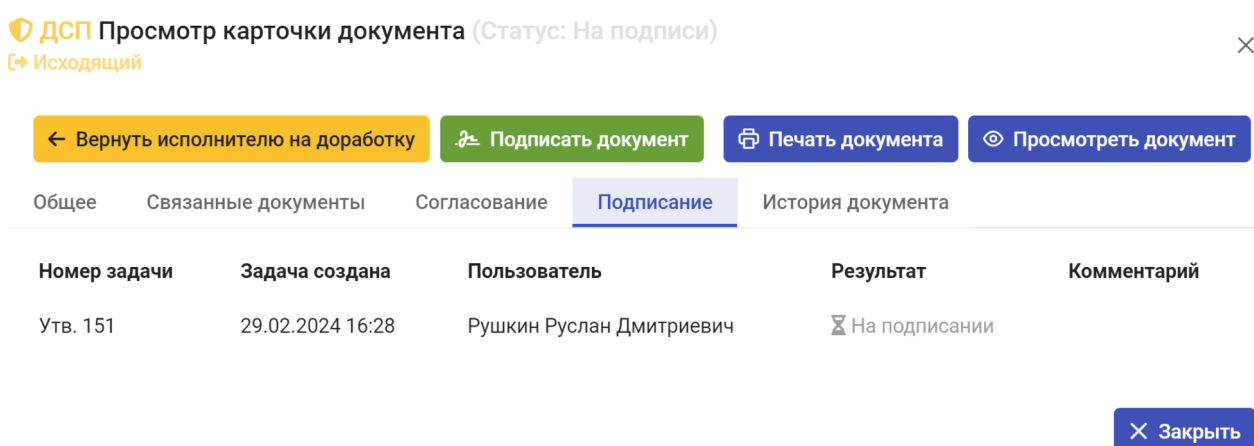 ДСП Просмотр карточки документа (Статус: На подписи)
Исходящий
Вернуть исполнителю на доработку Подписать документ Печать документа Просмотреть документ
Общее Связанные документы Согласование Подписание История документа
Номер задачи Задача создана Пользователь Результат Комментарий
Утв. 151 29.02.2024 16:28 Рушкин Руслан Дмитриевич На подписании
Закрыть